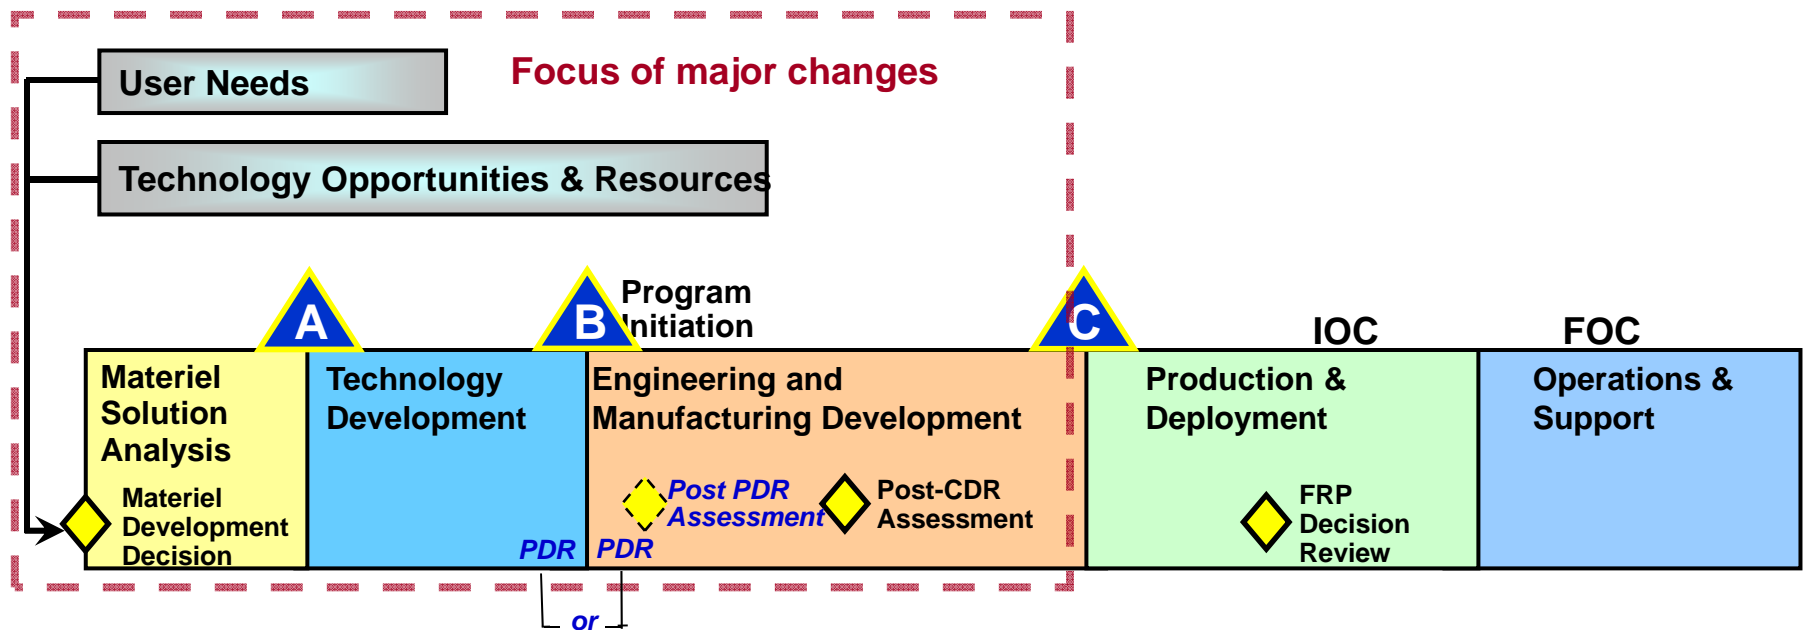 Focus of major changes
User Needs
Technology Opportunities & Resources
A
B
Program
Initiation
C
IOC
FOC
Materiel
Solution
Analysis
Technology
Development
Engineering and
Manufacturing Development
Production &
Deployment
Operations &
Support
Materiel
Development
Decision
PDR
PDR
Post PDR
Assessment
Post-CDR
Assessment
FRP
Decision
Review
or